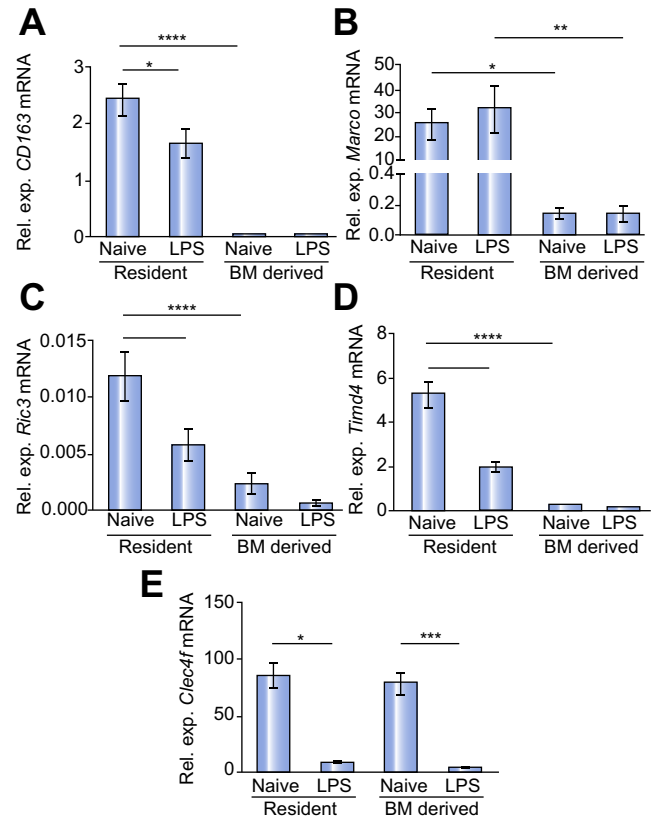 A
Rel. exp. CD163 mRNA
3
2
1
0
****
*
Naive LPS Naive LPS
Resident BM derived
B
Rel. exp. Marco mRNA
50
40
30
20
10
0.4
0.2
0.0
**
*
Naive LPS Naive LPS
Resident BM derived
C
Rel. exp. Ric3 mRNA
0.015
0.010
0.005
0.000
****
Naive LPS Naive LPS
Resident BM derived
D
Rel. exp. Timd4 mRNA
8
6
4
2
0
****
Naive LPS Naive LPS
Resident BM derived
E
Rel. exp. Clec4f mRNA
150
100
50
0
* ***
Naive LPS Naive LPS
Resident BM derived